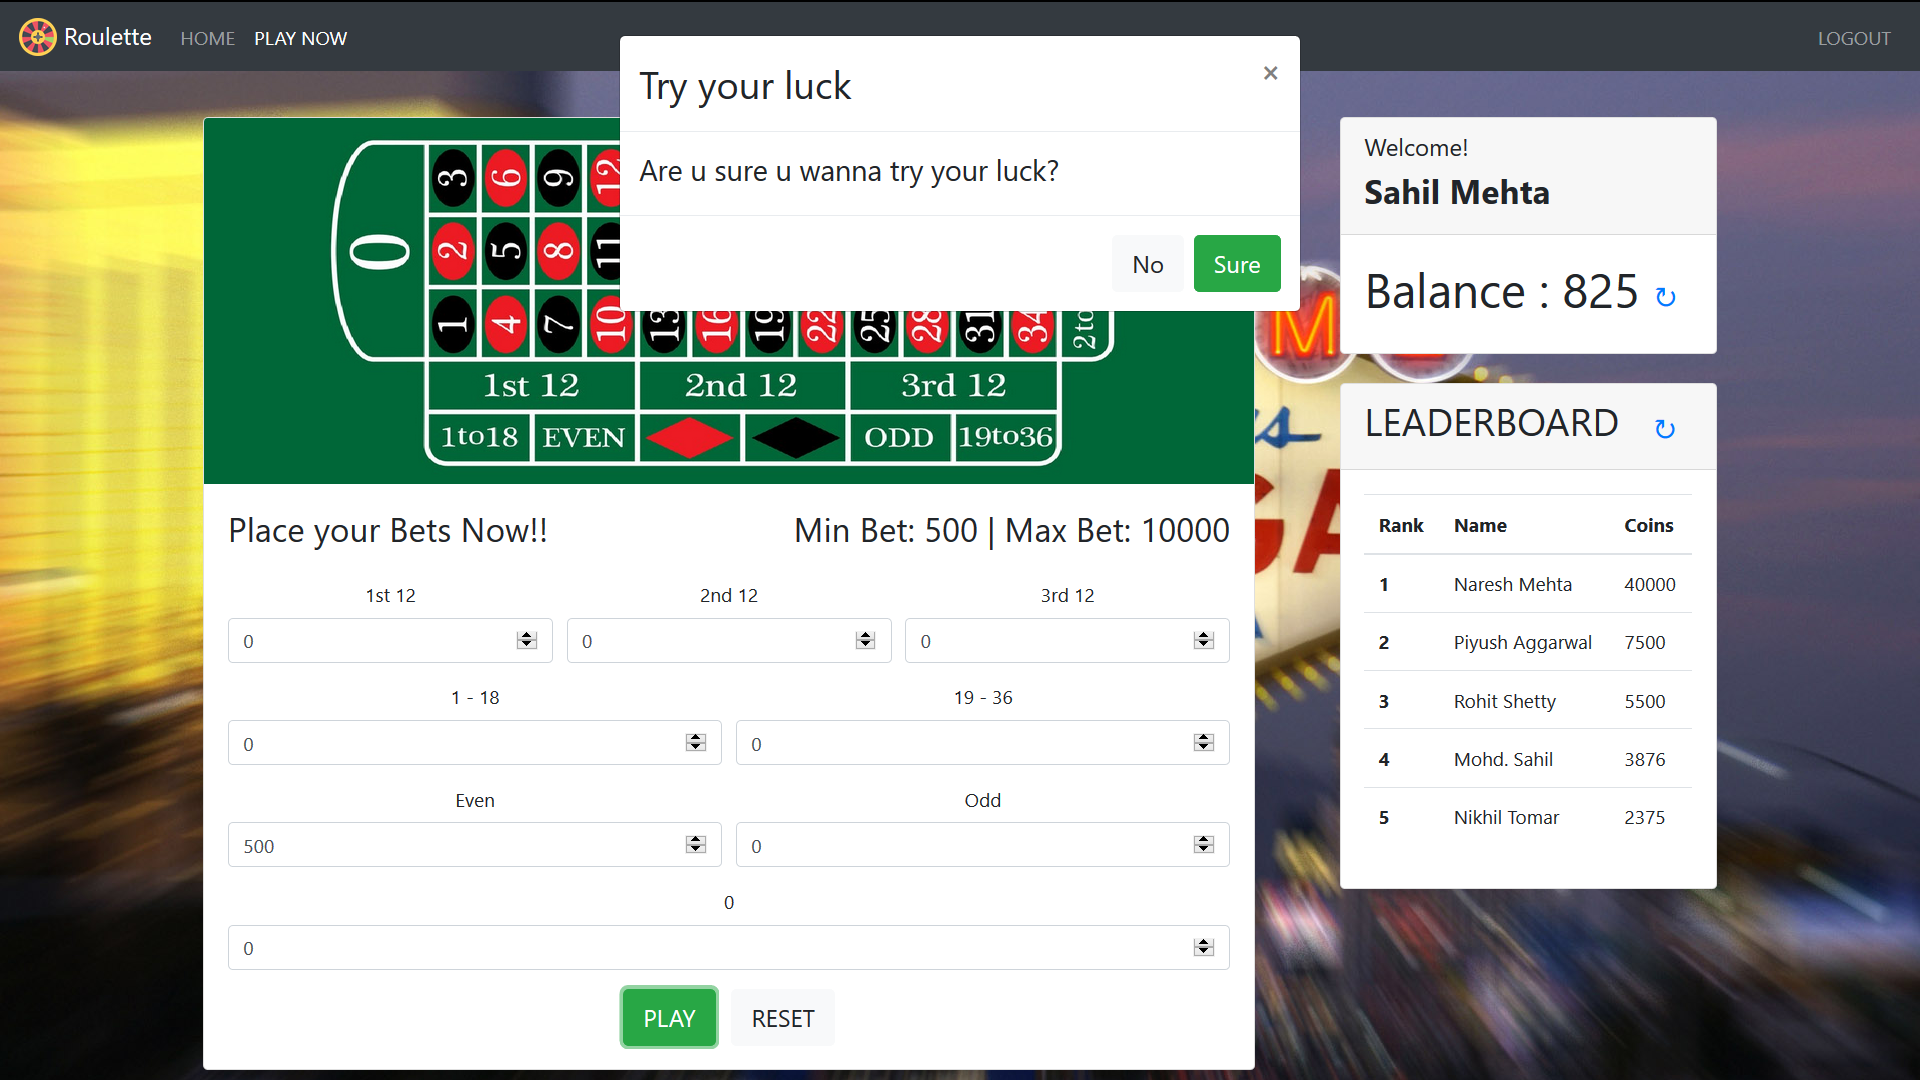 Roulette HOME PLAY NOW LOGOUT
Try your luck ×
Are u sure u wanna try your luck?
No Sure
0
3 6 9 12
2 5 8 11
1 4 7 10 13 16 19 22 25 28 31 34 2to
1st 12 2nd 12 3rd 12
1to18 EVEN ODD 19to36
Place your Bets Now!! Min Bet: 500 | Max Bet: 10000
1st 12 2nd 12 3rd 12
0 0 0
1 - 18 19 - 36
0 0
Even Odd
500 0
0
0
PLAY RESET
Welcome!
Sahil Mehta
Balance : 825
LEADERBOARD
Rank Name Coins
1 Naresh Mehta 40000
2 Piyush Aggarwal 7500
3 Rohit Shetty 5500
4 Mohd. Sahil 3876
5 Nikhil Tomar 2375
M
s
GA